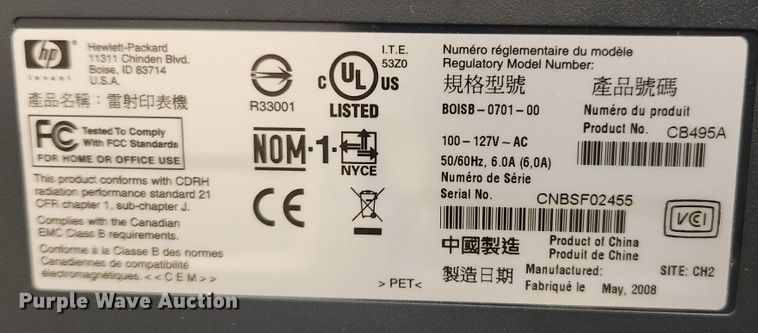 hp
invent
Hewlett-Packard
11311 Chinden Blvd.
Boise, ID 83714
U.S.A.
產品名稱：雷射印表機
FC Tested To Comply
With FCC Standards
FOR HOME OR OFFICE USE
This product conforms with CDRH
radiation performance standard 21
CFR chapter 1, sub-chapter J.
Complies with the Canadian
EMC Class B requirements.
Conforme à la Classe B des normes
Canadiennes de compatibilité
électromagnétiques. << C E M >>
R33001
I.T.E.
53Z0
C UL US
LISTED
NOM-1-
NYCE
CE
> PET <
Numéro réglementaire du modèle
Regulatory Model Number:
規格型號
BOISB-0701-00
產品號碼
Numéro du produit
Product No. CB495A
100-127V~AC
50/60Hz, 6.0A (6,0A)
Numéro de Série
Serial No. CNBSF02455
VCI
中國製造
Product of China
Produit de Chine
製造日期
Manufactured:
Fabriqué le May, 2008
SITE: CH2
Purple Wave Auction